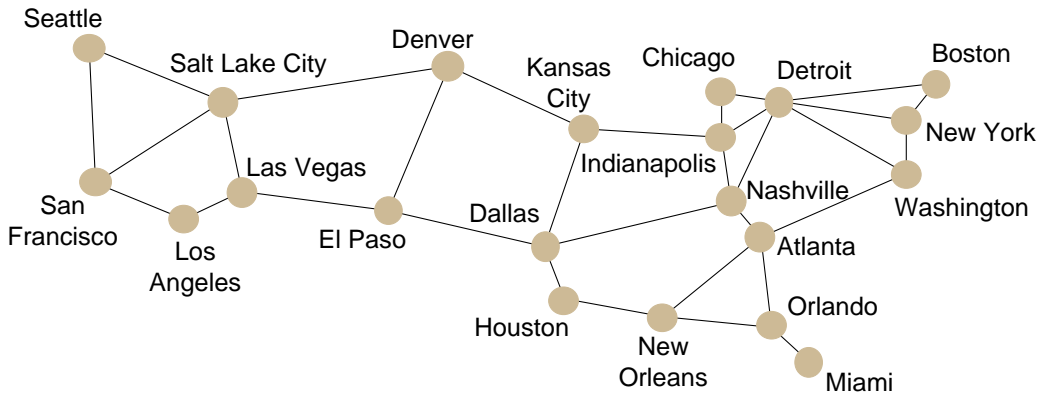 Seattle
Salt Lake City
Denver
Kansas
City
Chicago
Detroit
Boston
New York
Indianapolis
Las Vegas
San
Francisco
Los
Angeles
El Paso
Dallas
Nashville
Washington
Atlanta
Houston
New
Orleans
Orlando
Miami